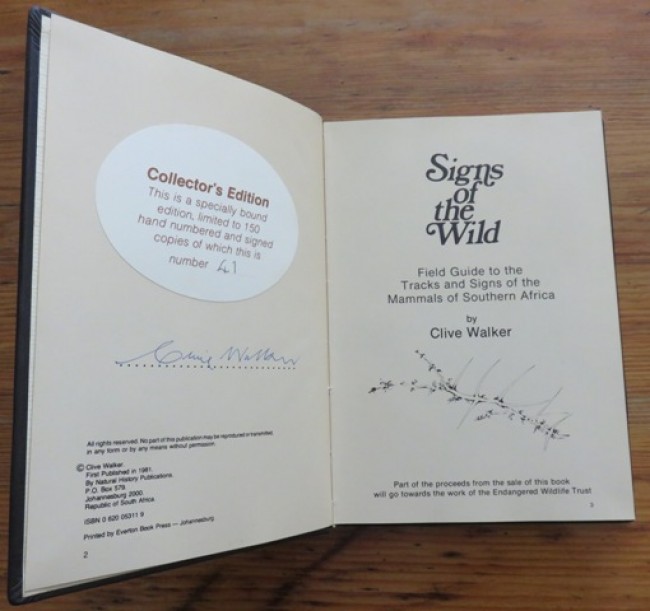 Collector's Edition
This is a specially bound
edition, limited to 150
hand numbered and signed
copies of which this is
number 41
Clive Walker
All rights reserved. No part of this publication may be reproduced or transmitted,
in any form or by any means without permission.
© Clive Walker.
First Published in 1981.
By Natural History Publications.
P.O. Box 579.
Johannesburg 2000.
Republic of South Africa.
ISBN 0 620 05311 9
Printed by Everton Book Press — Johannesburg
2
Signs
of
the
Wild
Field Guide to the
Tracks and Signs of the
Mammals of Southern Africa
by
Clive Walker
Part of the proceeds from the sale of this book
will go towards the work of the Endangered Wildlife Trust
3